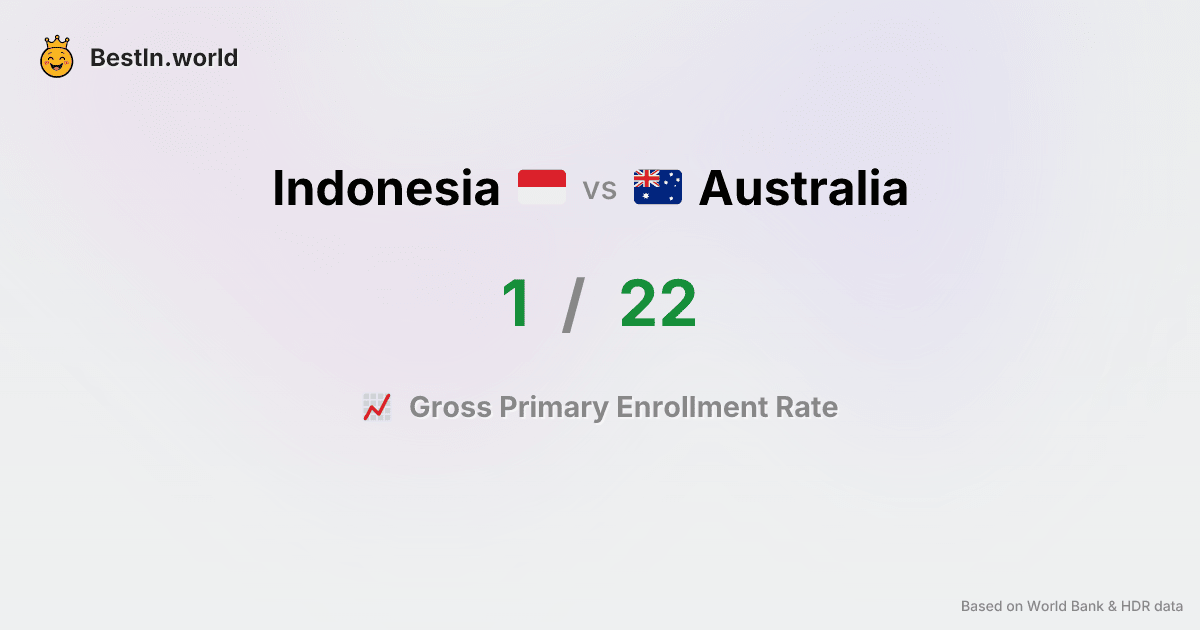 BestIn.world
Indonesia vs Australia
1 / 22
Gross Primary Enrollment Rate
Based on World Bank & HDR data